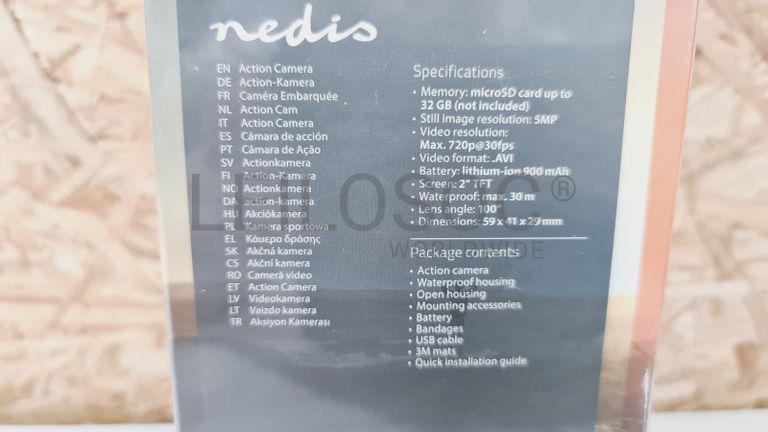 nedis
EN Action Camera
DE Action-Kamera
FR Caméra Embarquée
NL Action Cam
IT Action Camera
ES Cámara de acción
PT Câmara de Ação
SV Actionkamera
FI Action-Kamera
NO Actionkamera
DA action-kamera
HU Akciókamera
PL Kamera sportowa
EL Κάμερα δράσης
SK Akčná kamera
CS Akční kamera
RO Cameră video
ET Action Camera
LV Videokamera
LT Vaizdo kamera
TR Aksiyon Kamerası
Specifications
• Memory: microSD card up to
32 GB (not included)
• Still image resolution: 5MP
• Video resolution:
Max. 720p@30fps
• Video format: .AVI
• Battery: lithium-ion 900 mAh
• Screen: 2" TFT
• Waterproof: max. 30 m
• Lens angle: 100°
• Dimensions: 59 x 41 x 29 mm
Package contents
• Action camera
• Waterproof housing
• Open housing
• Mounting accessories
• Battery
• Bandages
• USB cable
• 3M mats
• Quick installation guide
WORLDWIDE